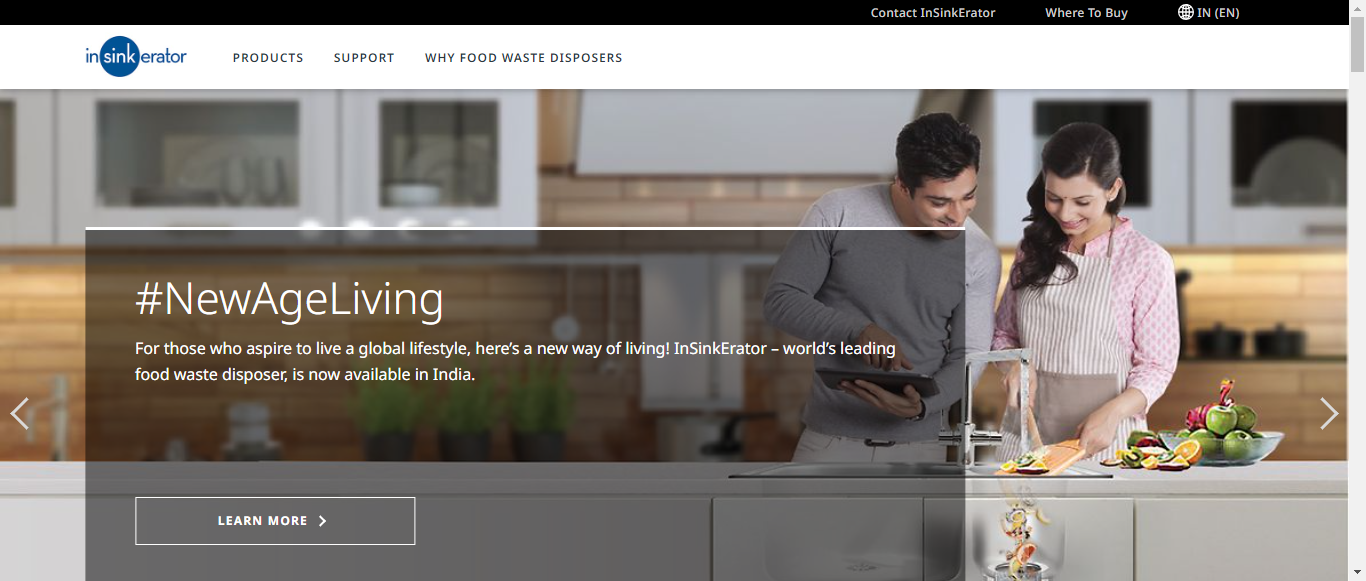 Contact InSinkErator
Where To Buy
IN (EN)
insinkerator
PRODUCTS
SUPPORT
WHY FOOD WASTE DISPOSERS
#NewAgeLiving
For those who aspire to live a global lifestyle, here’s a new way of living! InSinkErator – world’s leading
food waste disposer, is now available in India.
LEARN MORE